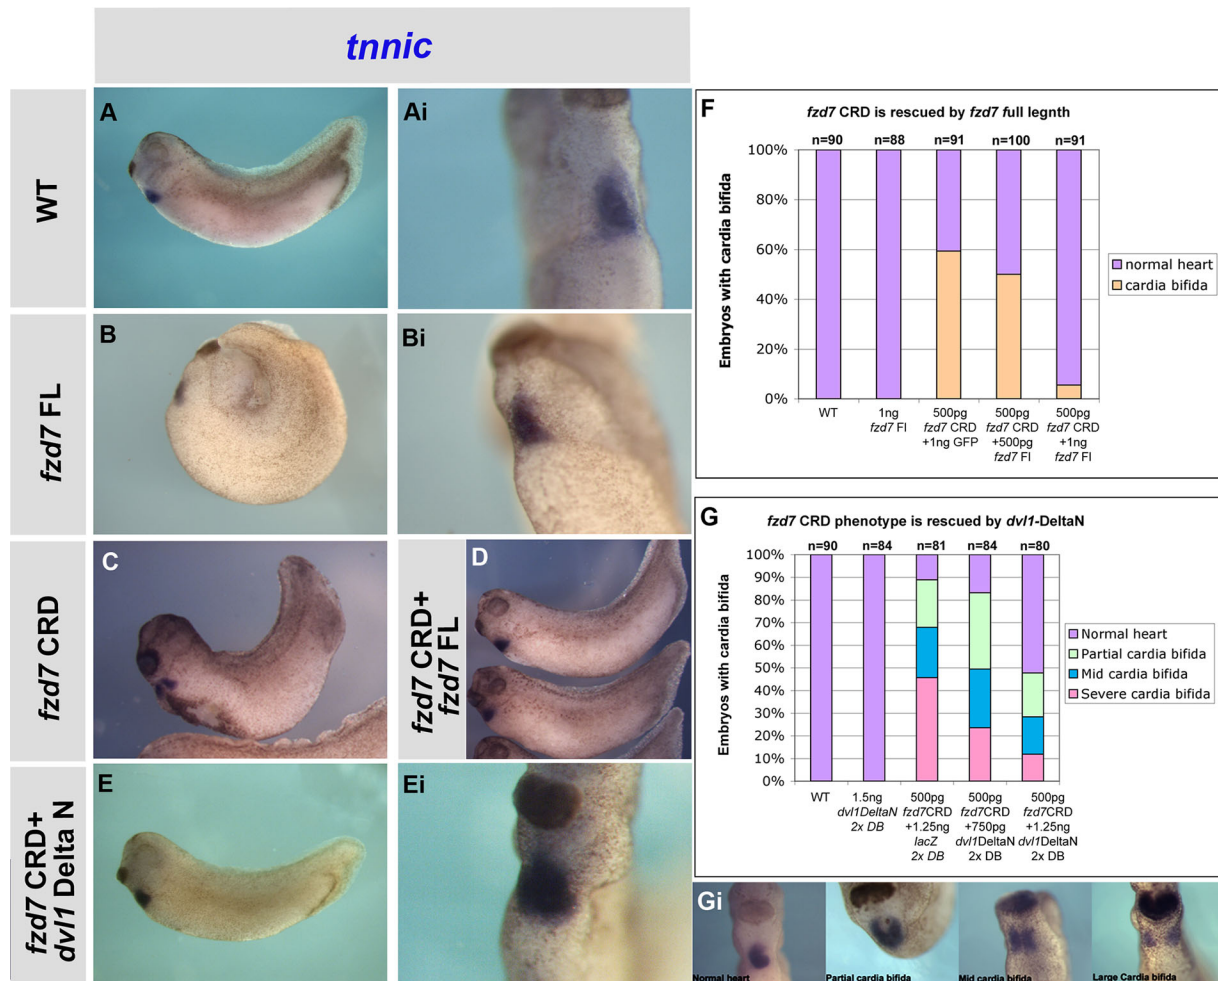 tnnic
WT
A
Ai
fzd7 FL
B
Bi
fzd7 CRD
C
fzd7 CRD+
fzd7 FL
D
fzd7 CRD+
dvl1 Delta N
E
Ei
F
fzd7 CRD is rescued by fzd7 full legnth
n=90 n=88 n=91 n=100 n=91
Embryos with cardia bifida
100%
80%
60%
40%
20%
0%
WT
1ng
fzd7 Fl
500pg
fzd7 CRD
+1ng GFP
500pg
fzd7 CRD
+500pg
fzd7 Fl
500pg
fzd7 CRD
+1ng
fzd7 Fl
normal heart
cardia bifida
G
fzd7 CRD phenotype is rescued by dvl1-DeltaN
n=90 n=84 n=81 n=84 n=80
Embryos with cardia bifida
100%
90%
80%
70%
60%
50%
40%
30%
20%
10%
0%
WT
1.5ng
dvl1DeltaN
2x DB
500pg
fzd7CRD
+1.25ng
lacZ
2x DB
500pg
fzd7CRD
+750pg
dvl1DeltaN
2x DB
500pg
fzd7CRD
+1.25ng
dvl1DeltaN
2x DB
Normal heart
Partial cardia bifida
Mid cardia bifida
Severe cardia bifida
Gi
Normal heart
Partial cardia bifida
Mid cardia bifida
Large Cardia bifida